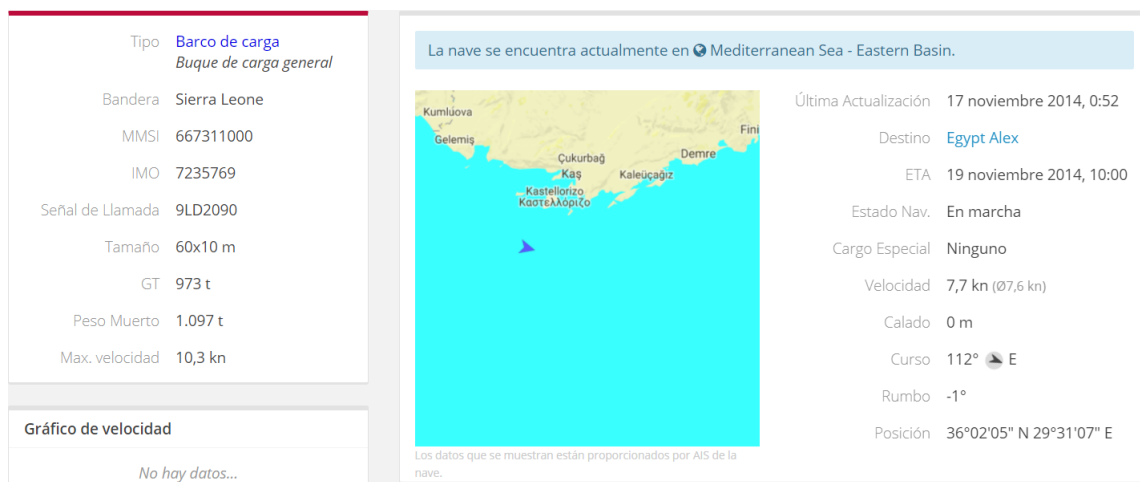 Tipo Barco de carga
Buque de carga general
Bandera Sierra Leone
MMSI 667311000
IMO 7235769
Señal de Llamada 9LD2090
Tamaño 60x10 m
GT 973 t
Peso Muerto 1.097 t
Max. velocidad 10,3 kn
Gráfico de velocidad
No hay datos...
La nave se encuentra actualmente en Mediterranean Sea - Eastern Basin.
Kumluova
Gelemiş
Fini
Çukurbağ
Demre
Kaş
Kaleüçağız
Kastellorizo
Καστελλόριζο
Los datos que se muestran están proporcionados por AIS de la
nave.
Última Actualización 17 noviembre 2014, 0:52
Destino Egypt Alex
ETA 19 noviembre 2014, 10:00
Estado Nav. En marcha
Cargo Especial Ninguno
Velocidad 7,7 kn (Ø7,6 kn)
Calado 0 m
Curso 112° E
Rumbo -1°
Posición 36°02'05" N 29°31'07" E